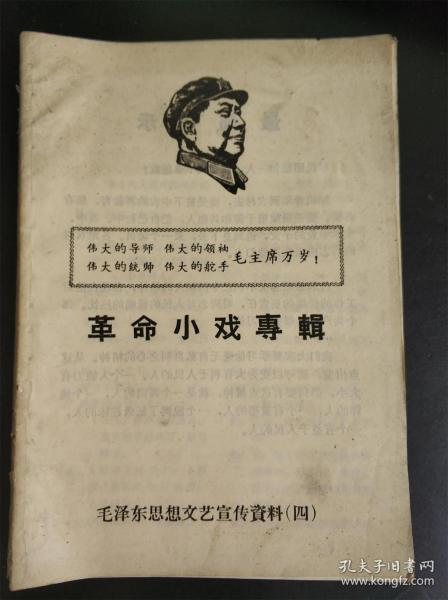 伟大的导师 伟大的领袖
伟大的统帅 伟大的舵手
毛主席万岁!
革命小戏專輯
毛泽东思想文艺宣传資料(四)
孔夫子旧书网
book.kongfz.com